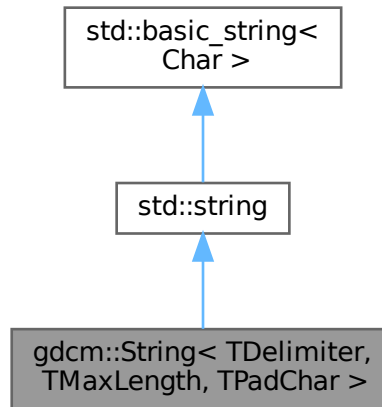 std::basic_string<
Char >
std::string
gdcm::String< TDelimiter,
TMaxLength, TPadChar >